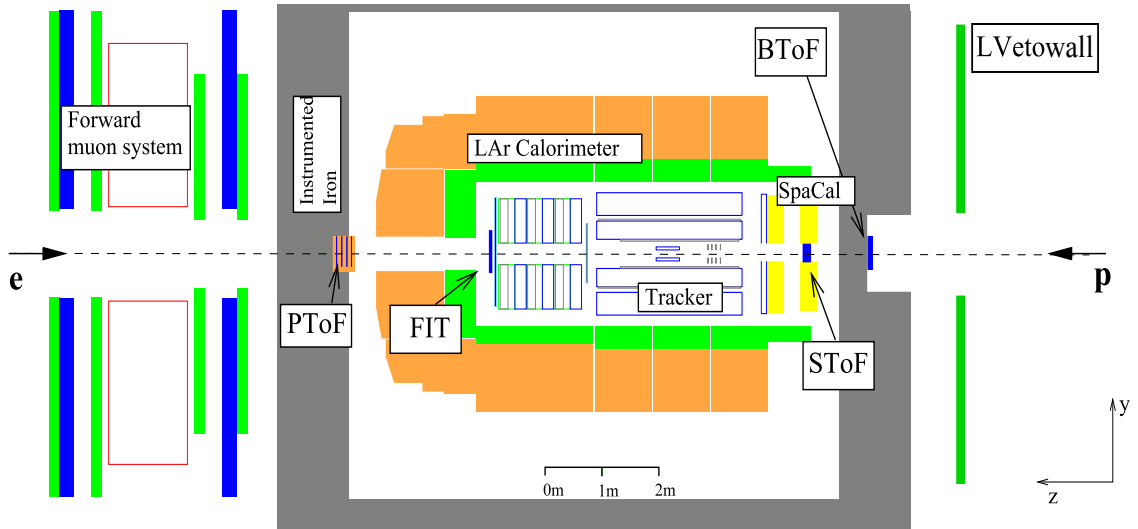 BToF
LVetowall
Forward
muon system
Instrumented
Iron
LAr Calorimeter
SpaCal
e
p
PToF
FIT
Tracker
SToF
0m 1m 2m
y
z